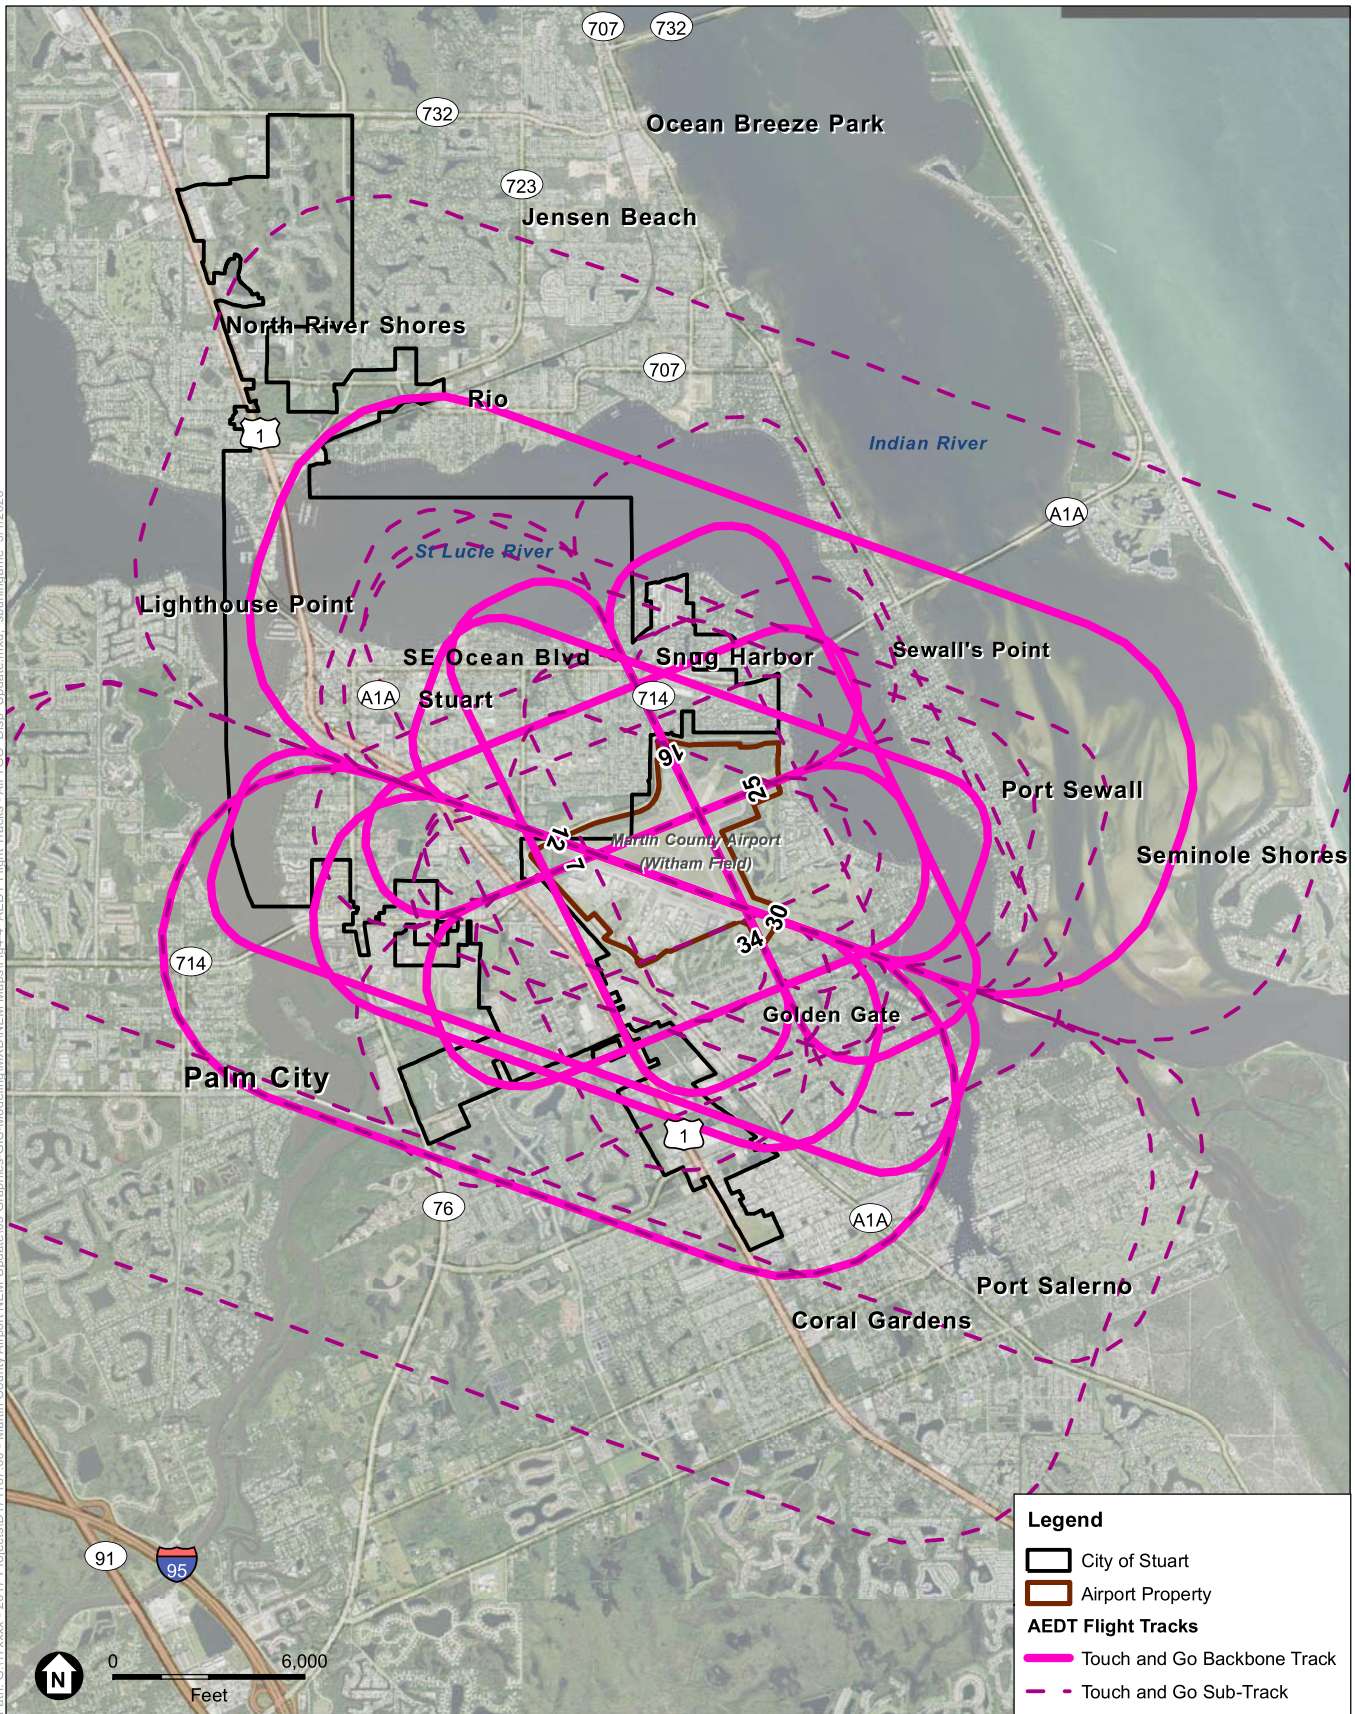 707
732
732
Ocean Breeze Park
723
Jensen Beach
North River Shores
707
Rio
1
Indian River
A1A
St Lucie River
Lighthouse Point
SE Ocean Blvd
Snug Harbor
Sewall's Point
A1A
Stuart
714
16
25
Port Sewall
12
Martin County Airport
(Witham Field)
7
Seminole Shores
30
34
714
Golden Gate
Palm City
1
76
A1A
Port Salerno
Coral Gardens
91
95
N
0
6,000
Feet
Legend
City of Stuart
Airport Property
AEDT Flight Tracks
Touch and Go Backbone Track
Touch and Go Sub-Track